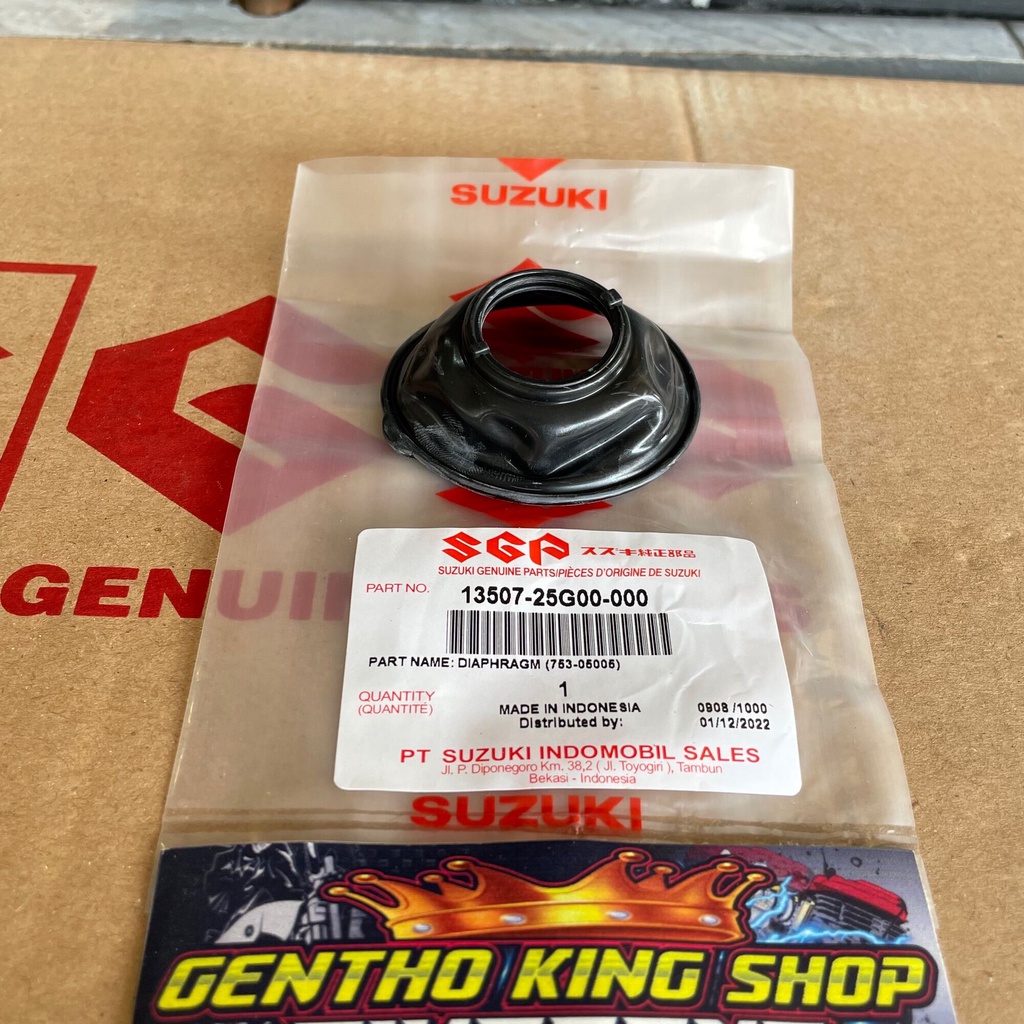 SUZUKI
GENUI
SGP スズキ純正部品
SUZUKI GENUINE PARTS/PIÈCES D'ORIGINE DE SUZUKI
PART NO. 13507-25G00-000
PART NAME: DIAPHRAGM (753-05005)
QUANTITY 1
(QUANTITÉ) MADE IN INDONESIA 0908 /1000
Distributed by: 01/12/2022
PT SUZUKI INDOMOBIL SALES
Jl. P. Diponegoro Km. 38,2 ( Jl. Toyogiri ), Tambun
Bekasi - Indonesia
SUZUKI
GENTHO KING SHOP